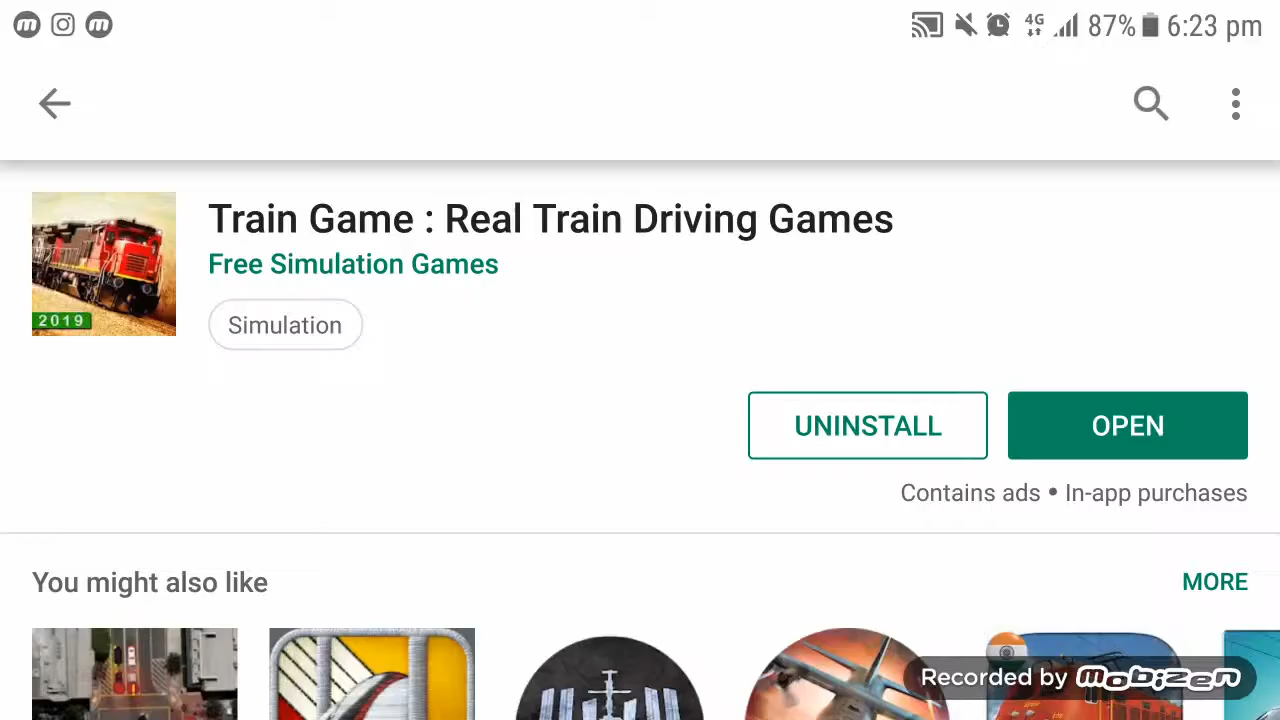 4G 87% 6:23 pm
Train Game : Real Train Driving Games
Free Simulation Games
2019
Simulation
UNINSTALL OPEN
Contains ads • In-app purchases
You might also like MORE
Recorded by mobizen